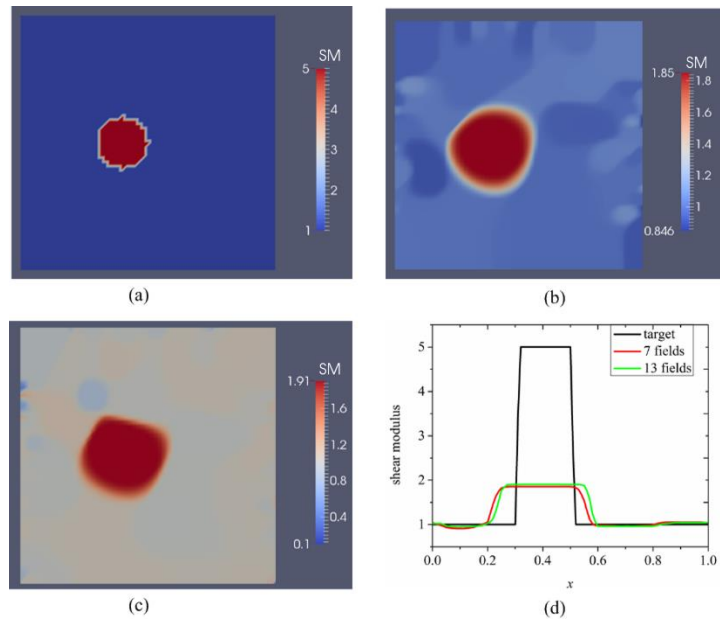 SM
5
4
3
2
1
(a)
SM
1.85
1.8
1.6
1.4
1.2
1
0.846
(b)
SM
1.91
1.6
1.2
0.8
0.4
0.1
(c)
target
7 fields
13 fields
shear modulus
5
4
3
2
1
0.0 0.2 0.4 0.6 0.8 1.0
x
(d)